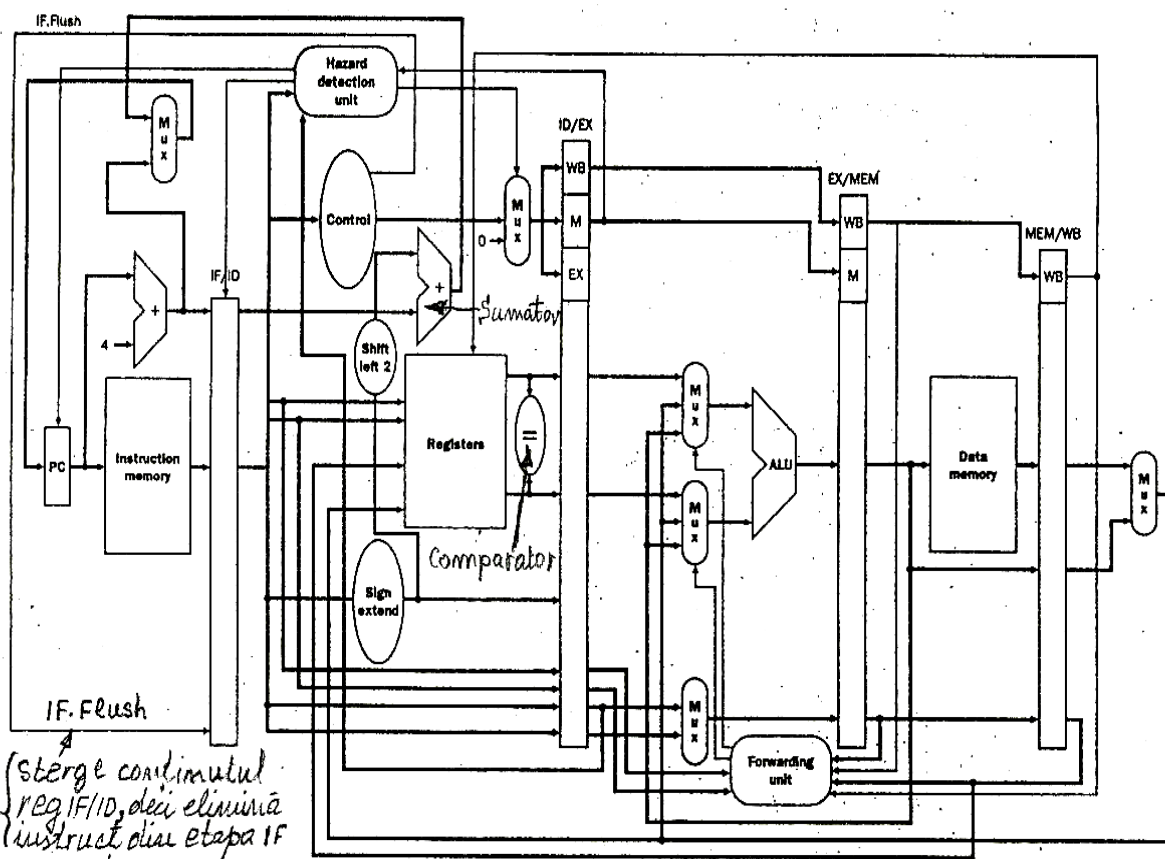 IF.Flush
Hazard
detection
unit
M
u
x
ID/EX
WB
M
EX
Control
M
u
x
0
EX/MEM
WB
M
MEM/WB
WB
IF/ID
+
4
+
Sumator
Shift
left 2
Registers
=
Comparator
PC
Instruction
memory
Sign
extend
M
u
x
M
u
x
ALU
Data
memory
M
u
x
M
u
x
Forwarding
unit
IF.Flush
Sterge continutul
reg IF/ID, deci elimină
instruct din etapa IF